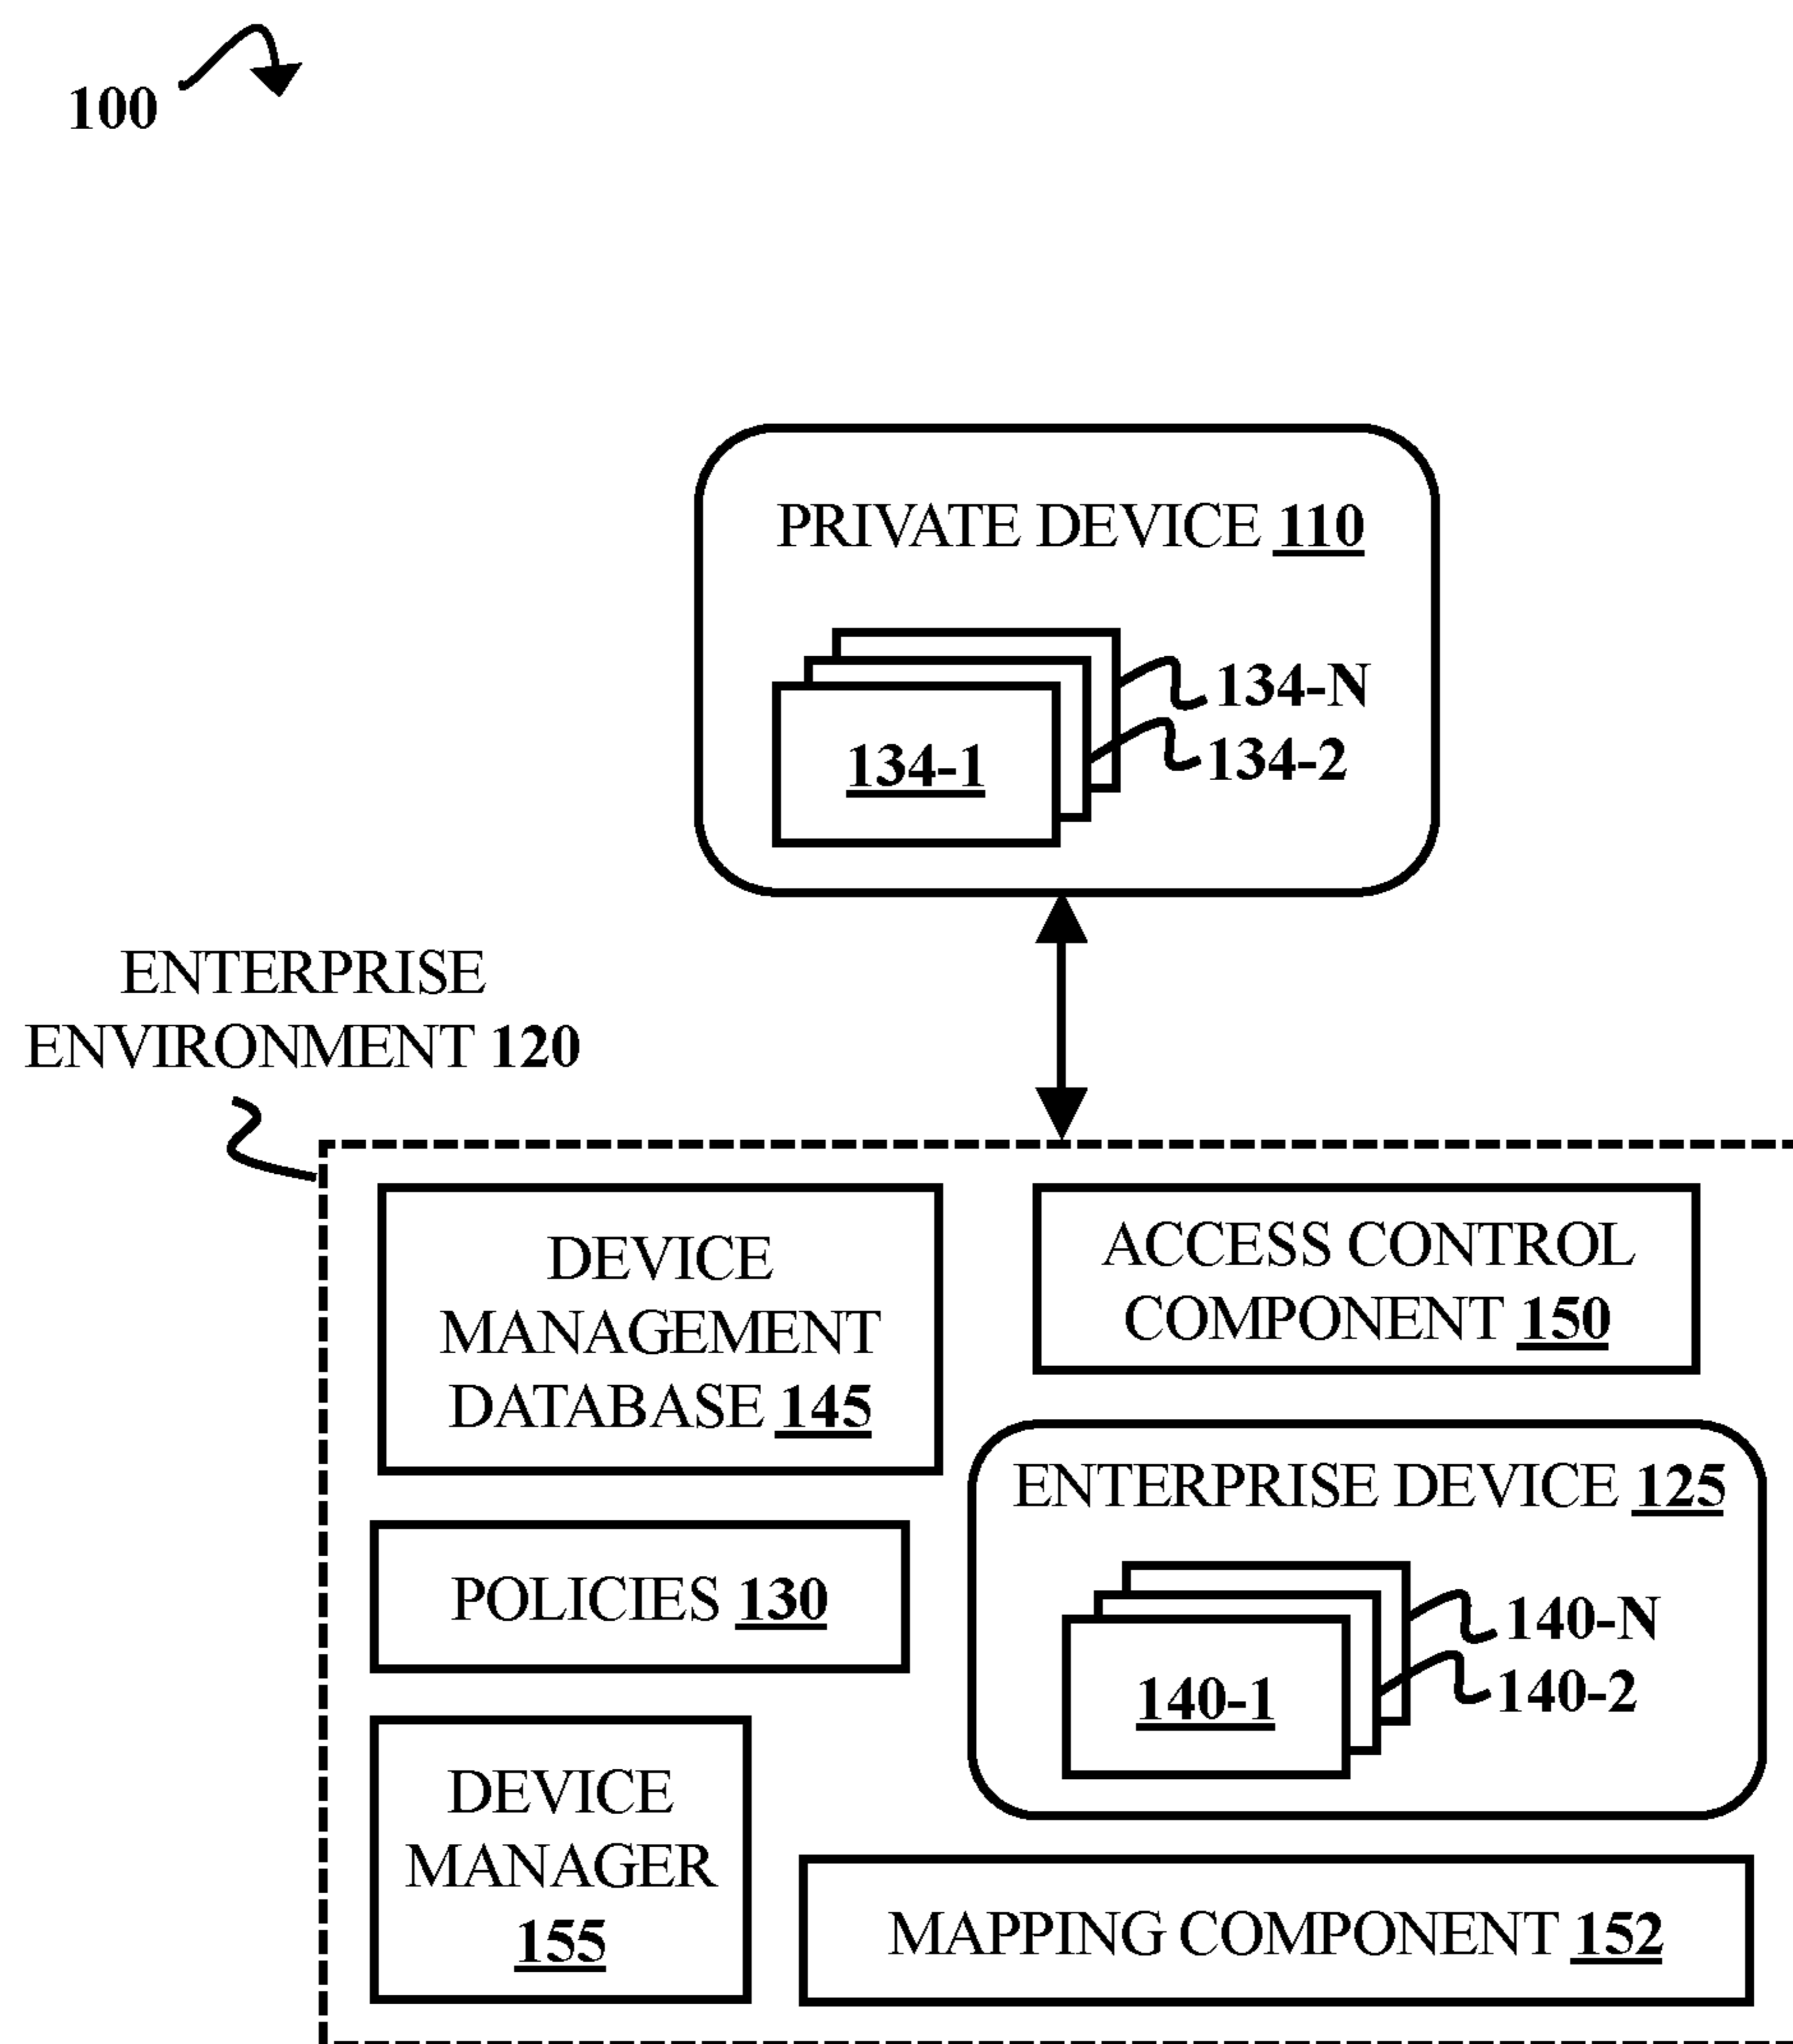 100
PRIVATE DEVICE 110
134-N
134-2
134-1
ENTERPRISE
ENVIRONMENT 120
DEVICE
MANAGEMENT
DATABASE 145
ACCESS CONTROL
COMPONENT 150
ENTERPRISE DEVICE 125
POLICIES 130
140-N
140-2
140-1
DEVICE
MANAGER
155
MAPPING COMPONENT 152